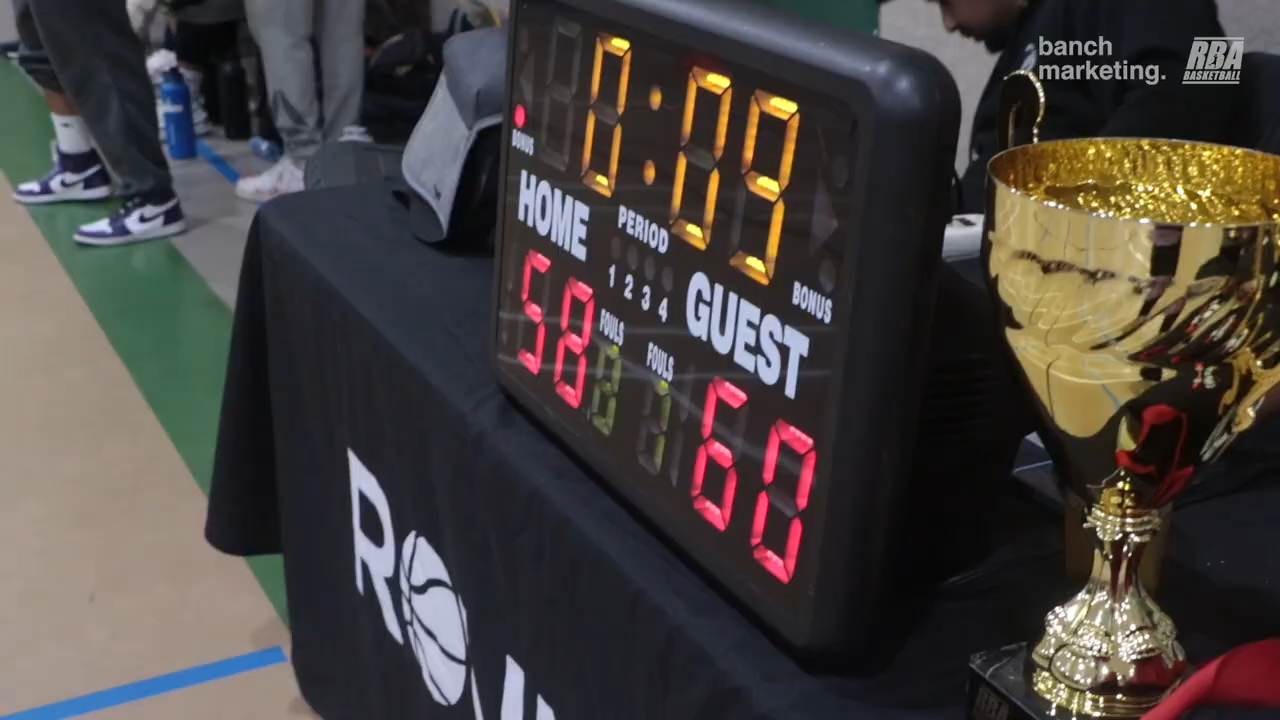 banch
marketing.
RBA
BASKETBALL
0:09
BONUS
HOME
PERIOD
1 2 3 4
BONUS
GUEST
58
FOULS
FOULS
60
RBA